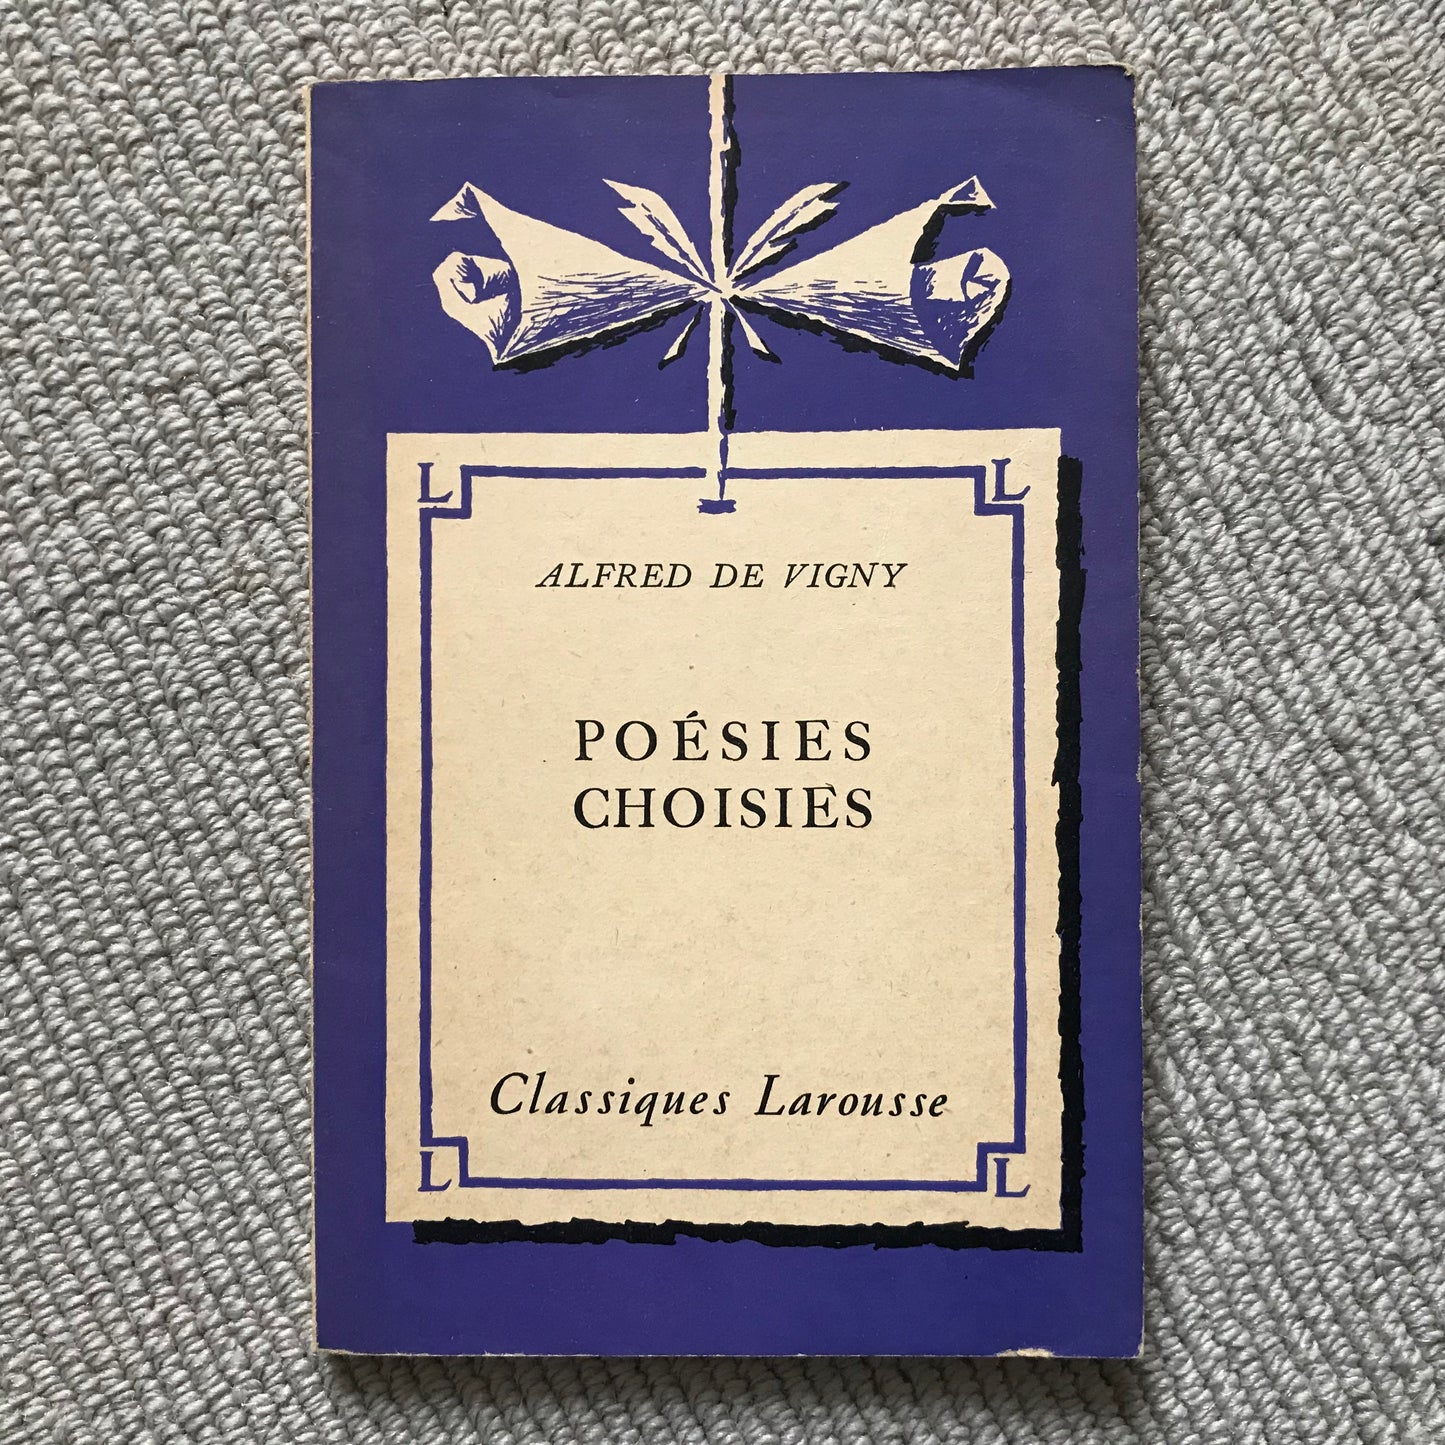 L L
ALFRED DE VIGNY
POÉSIES
CHOISIES
Classiques Larousse
L L